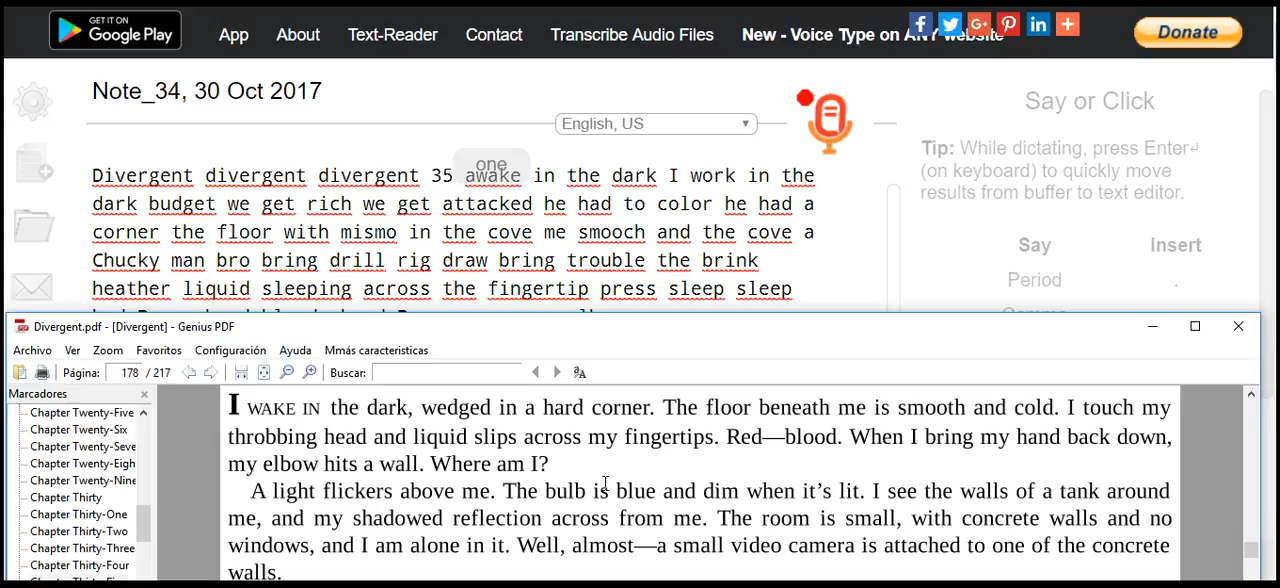 GET IT ON
Google Play
App About Text-Reader Contact Transcribe Audio Files New - Voice Type on ANY website
Donate
Note_34, 30 Oct 2017
English, US
one
Divergent divergent divergent 35 awake in the dark I work in the
dark budget we get rich we get attacked he had to color he had a
corner the floor with mismo in the cove me smooch and the cove a
Chucky man bro bring drill rig draw bring trouble the brink
heather liquid sleeping across the fingertip press sleep sleep
Say or Click
Tip: While dictating, press Enter↵
(on keyboard) to quickly move
results from buffer to text editor.
Say Insert
Period .
Divergent.pdf - [Divergent] - Genius PDF
Archivo Ver Zoom Favoritos Configuración Ayuda Mmás caracteristicas
Página: 178 / 217 Buscar:
Marcadores
Chapter Twenty-Five
Chapter Twenty-Six
Chapter Twenty-Seve
Chapter Twenty-Eigh
Chapter Twenty-Nine
Chapter Thirty
Chapter Thirty-One
Chapter Thirty-Two
Chapter Thirty-Three
Chapter Thirty-Four
I WAKE IN the dark, wedged in a hard corner. The floor beneath me is smooth and cold. I touch my
throbbing head and liquid slips across my fingertips. Red—blood. When I bring my hand back down,
my elbow hits a wall. Where am I?
A light flickers above me. The bulb is blue and dim when it’s lit. I see the walls of a tank around
me, and my shadowed reflection across from me. The room is small, with concrete walls and no
windows, and I am alone in it. Well, almost—a small video camera is attached to one of the concrete
walls.